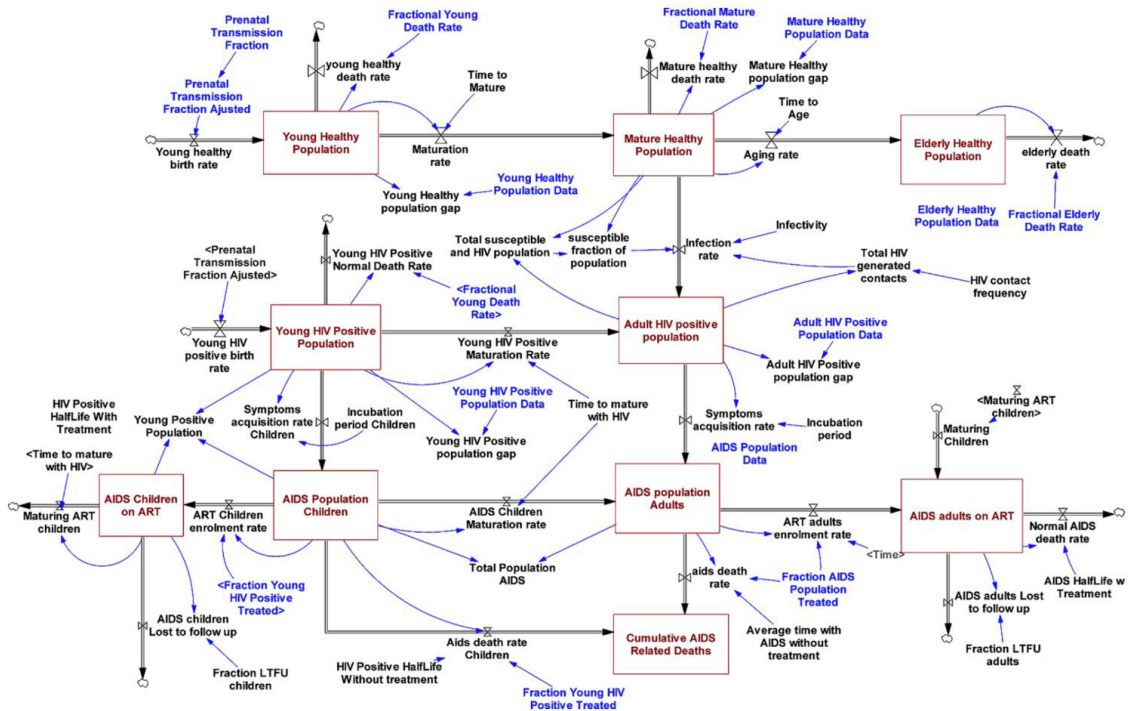 Prenatal
Transmission
Fraction
Fractional Young
Death Rate
Fractional Mature
Death Rate
Mature Healthy
Population Data
young healthy
death rate
Time to
Mature
Mature healthy
death rate
Mature Healthy
population gap
Prenatal
Transmission
Fraction Ajusted
Time to
Age
Young healthy
birth rate
Young Healthy
Population
Maturation
rate
Mature Healthy
Population
Aging rate
Elderly Healthy
Population
elderly death
rate
Young Healthy
population gap
Young Healthy
Population Data
Elderly Healthy
Population Data
Fractional Elderly
Death Rate
<Prenatal
Transmission
Fraction Ajusted>
Young HIV Positive
Normal Death Rate
Total susceptible
and HIV population
susceptible
fraction of
population
Infection
rate
Infectivity
Total HIV
generated
contacts
HIV contact
frequency
<Fractional
Young Death
Rate>
Young HIV
positive birth
rate
Young HIV Positive
Population
Young HIV Positive
Maturation Rate
Adult HIV positive
population
Adult HIV Positive
Population Data
Adult HIV Positive
population gap
HIV Positive
HalfLife With
Treatment
Young Positive
Population
Symptoms
acquisition rate
Children
Incubation
period Children
Young HIV Positive
Population Data
Young HIV Positive
population gap
Time to mature
with HIV
Symptoms
acquisition rate
Incubation
period
AIDS Population
Data
<Maturing ART
children>
Maturing
Children
<Time to mature
with HIV>
Maturing ART
children
AIDS Children
on ART
ART Children
enrolment rate
AIDS Population
Children
AIDS Children
Maturation rate
AIDS population
Adults
ART adults
enrolment rate
<Time>
AIDS adults on ART
Normal AIDS
death rate
<Fraction Young
HIV Positive
Treated>
Total Population
AIDS
aids death
rate
Fraction AIDS
Population
Treated
AIDS HalfLife w
Treatment
AIDS children
Lost to follow up
AIDS adults Lost
to follow up
Fraction LTFU
children
HIV Positive HalfLife
Without treatment
Aids death rate
Children
Cumulative AIDS
Related Deaths
Average time with
AIDS without
treatment
Fraction LTFU
adults
Fraction Young HIV
Positive Treated